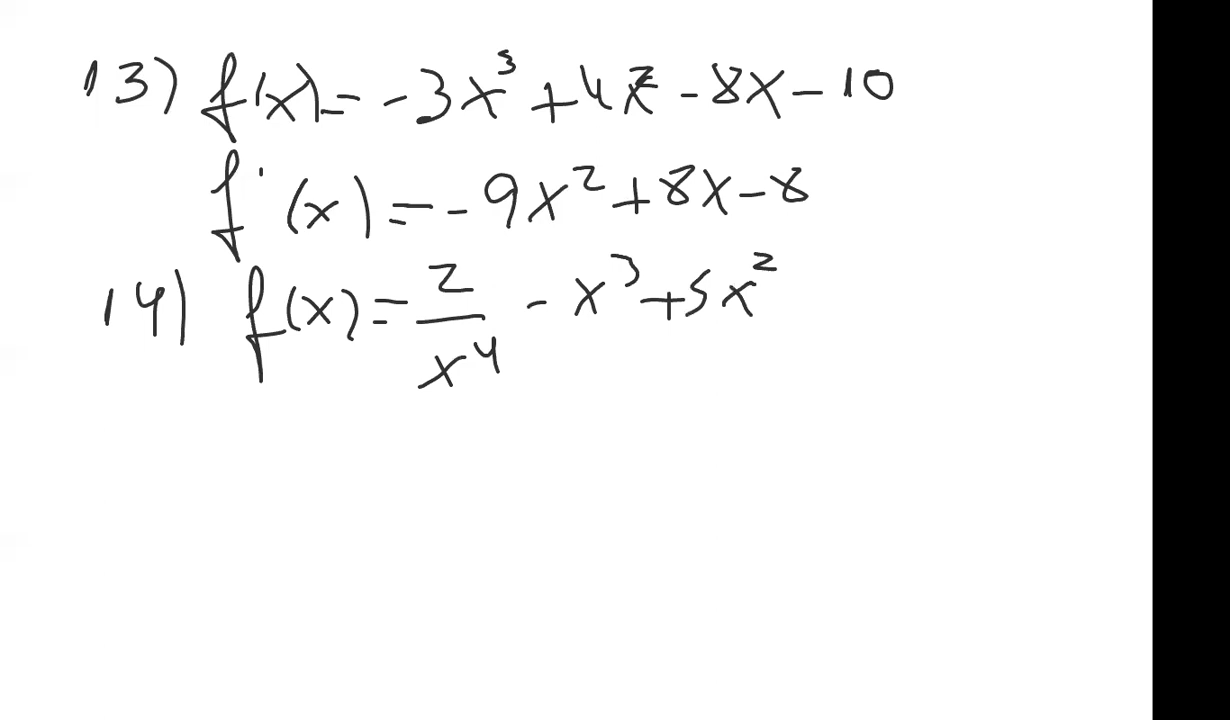 13) f(x) = -3x³ + 4x² - 8x - 10
f'(x) = -9x² + 8x - 8
14) f(x) = 2/x⁴ - x³ + 5x²